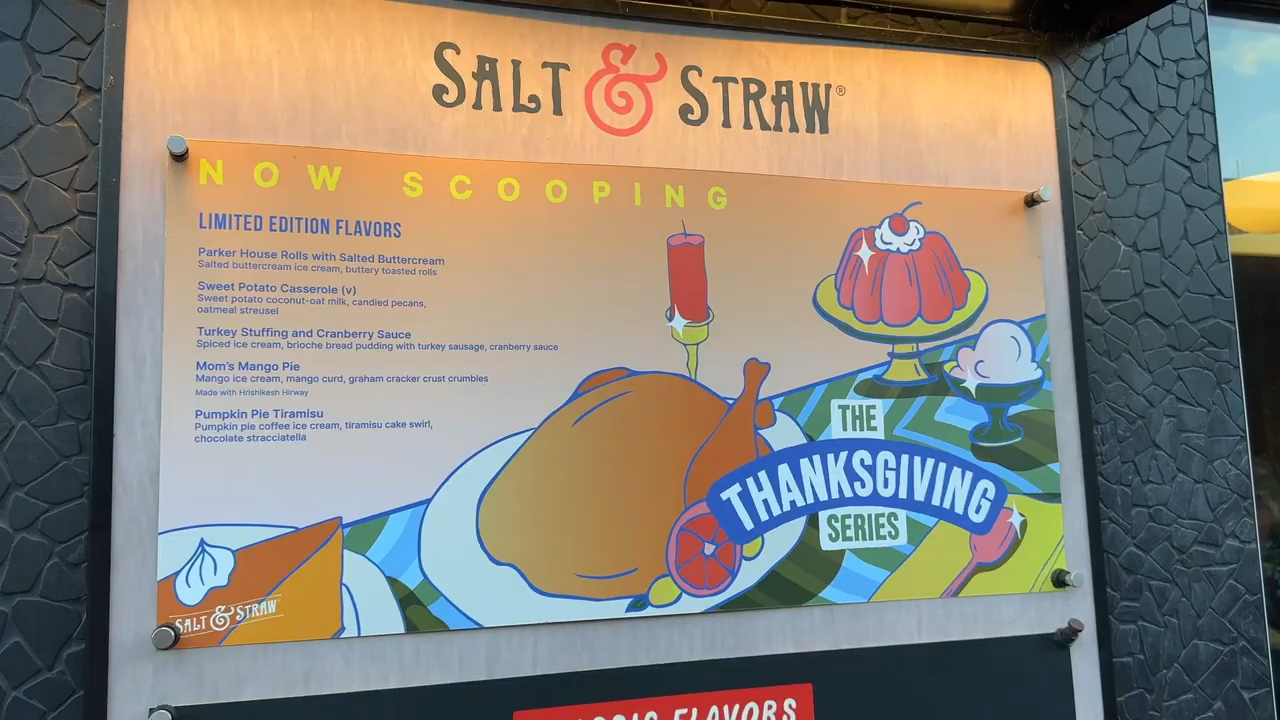 SALT & STRAW®
NOW SCOOPING
LIMITED EDITION FLAVORS
Parker House Rolls with Salted Buttercream
Salted buttercream ice cream, buttery toasted rolls
Sweet Potato Casserole (v)
Sweet potato coconut-oat milk, candied pecans,
oatmeal streusel
Turkey Stuffing and Cranberry Sauce
Spiced ice cream, brioche bread pudding with turkey sausage, cranberry sauce
Mom's Mango Pie
Mango ice cream, mango curd, graham cracker crust crumbles
Made with Hrishikesh Hirway
Pumpkin Pie Tiramisu
Pumpkin pie coffee ice cream, tiramisu cake swirl,
chocolate stracciatella
THE
THANKSGIVING
SERIES
SALT & STRAW
FLAVORS